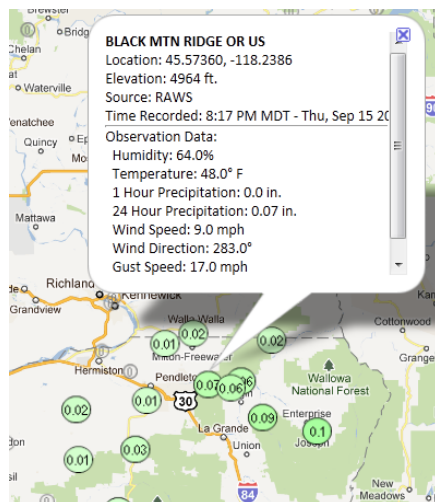 Brewster
Chelan
Waterville
BLACK MTN RIDGE OR US
Location: 45.57360, -118.2386
Elevation: 4964 ft.
Source: RAWS
Time Recorded: 8:17 PM MDT - Thu, Sep 15 20
Observation Data:
Humidity: 64.0%
Temperature: 48.0° F
1 Hour Precipitation: 0.0 in.
24 Hour Precipitation: 0.07 in.
Wind Speed: 9.0 mph
Wind Direction: 283.0°
Gust Speed: 17.0 mph
enatchee
Quincy
Ep
Mo
Mattawa
Richland
Kennewick
Grandview
Cottonwood
Walla Walla
0.02
0.01
0.02
Milton-Freewater
Grange
Hermiston
Pendleton
0.07
0.06
Wallowa
National Forest
30
0.02
0.01
0.09
Enterprise
0.1
Joseph
La Grande
Union
0.01
0.03
84
New
Meadows